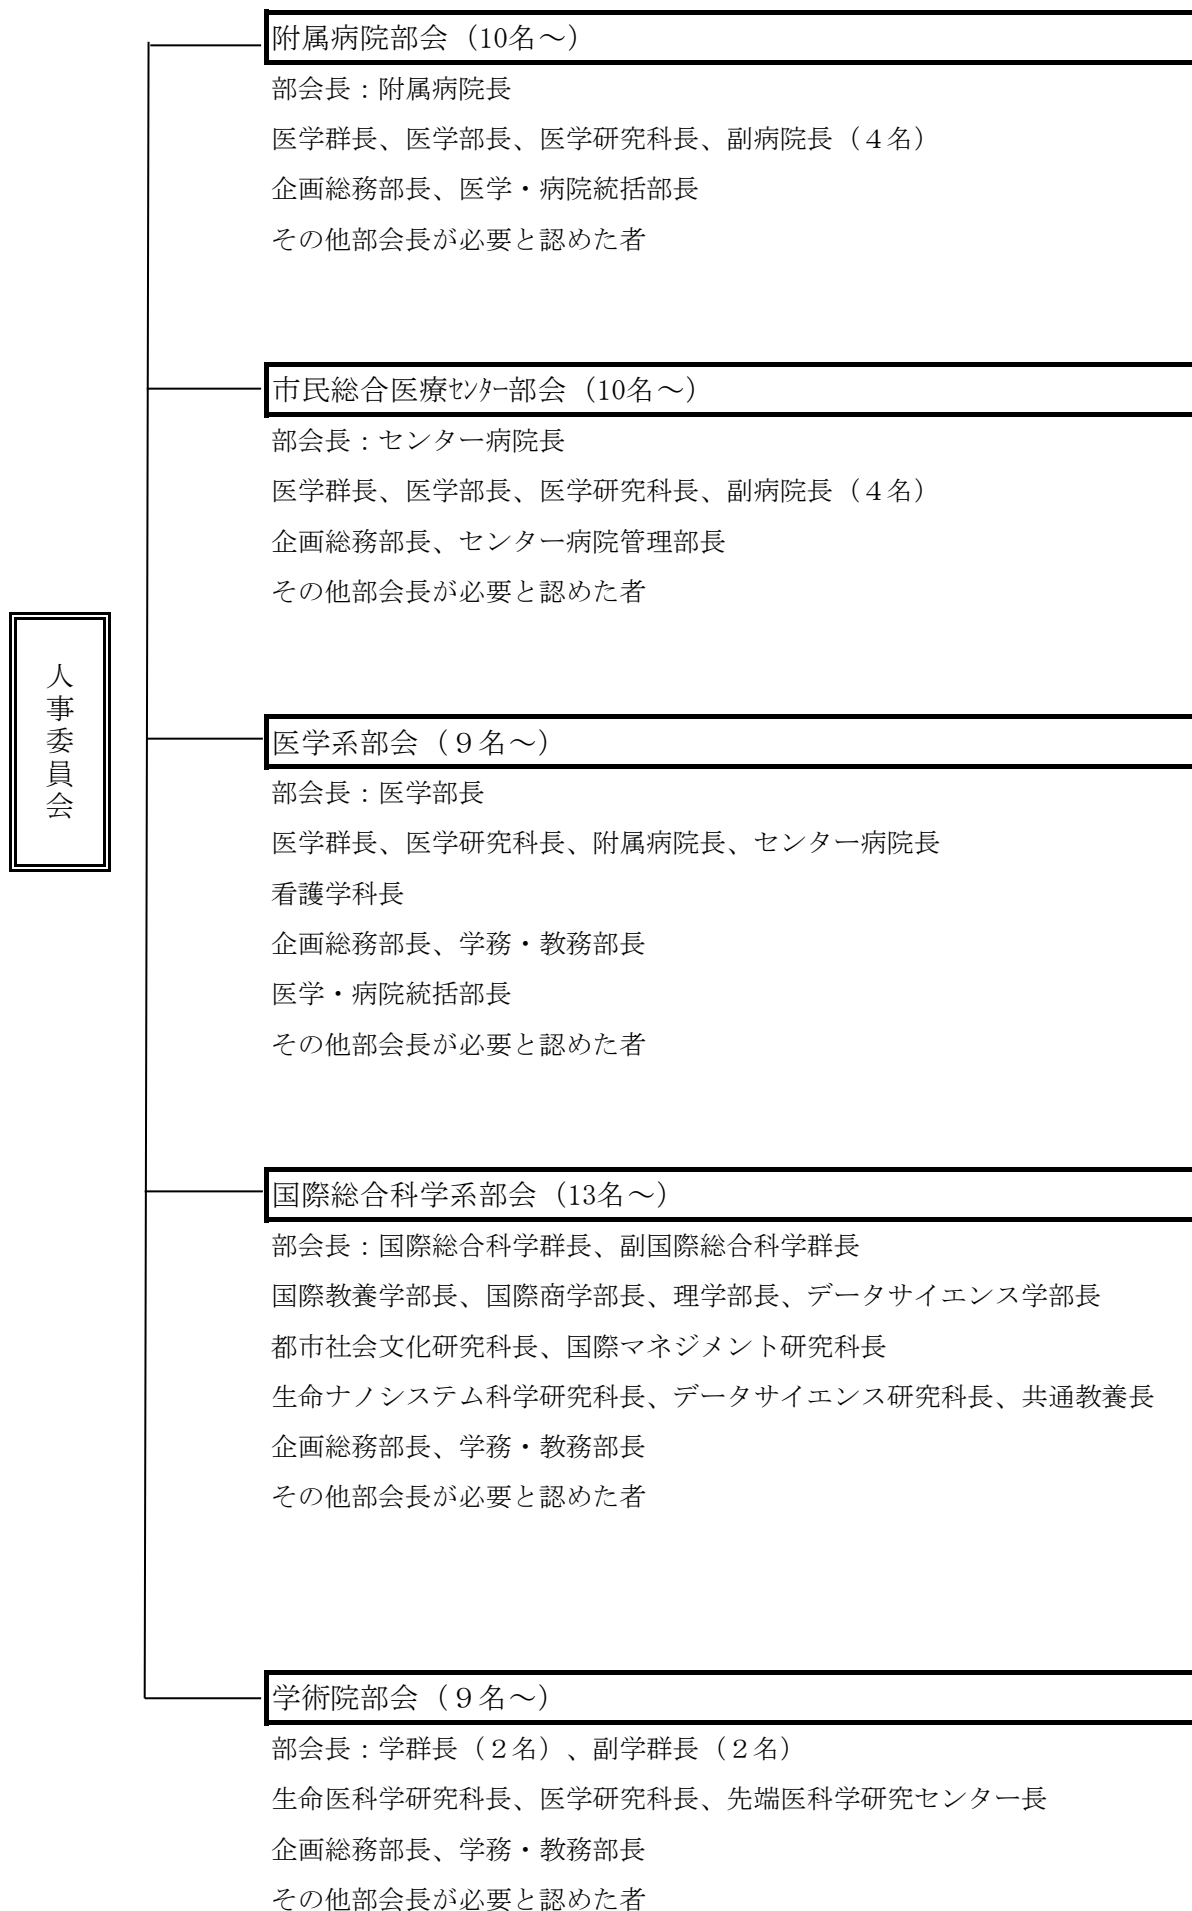 附属病院部会（10名～）
部会長：附属病院長
医学群長、医学部長、医学研究科長、副病院長（４名）
企画総務部長、医学・病院統括部長
その他部会長が必要と認めた者
市民総合医療ｾﾝﾀｰ部会（10名～）
部会長：センター病院長
医学群長、医学部長、医学研究科長、副病院長（４名）
企画総務部長、センター病院管理部長
その他部会長が必要と認めた者
人事委員会
医学系部会（９名～）
部会長：医学部長
医学群長、医学研究科長、附属病院長、センター病院長
看護学科長
企画総務部長、学務・教務部長
医学・病院統括部長
その他部会長が必要と認めた者
国際総合科学系部会（13名～）
部会長：国際総合科学群長、副国際総合科学群長
国際教養学部長、国際商学部長、理学部長、データサイエンス学部長
都市社会文化研究科長、国際マネジメント研究科長
生命ナノシステム科学研究科長、データサイエンス研究科長、共通教養長
企画総務部長、学務・教務部長
その他部会長が必要と認めた者
学術院部会（９名～）
部会長：学群長（２名）、副学群長（２名）
生命医科学研究科長、医学研究科長、先端医科学研究センター長
企画総務部長、学務・教務部長
その他部会長が必要と認めた者